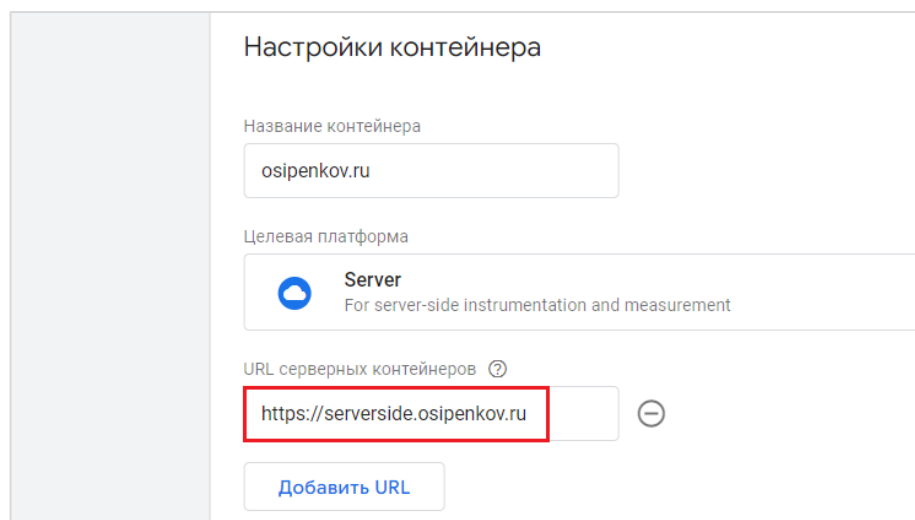 Настройки контейнера
Название контейнера
osipenkov.ru
Целевая платформа
Server
For server-side instrumentation and measurement
URL серверных контейнеров
https://serverside.osipenkov.ru
Добавить URL